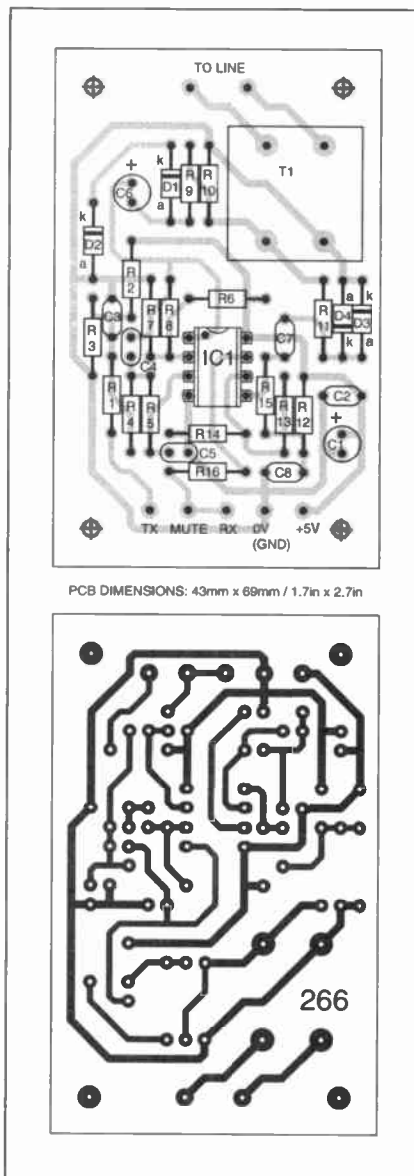 TO LINE
+
k
k
C6
D1
R
9
R
10
T1
a
a
k
D2
a
R
2
R6
k
a
k
R
3
C3
R
7
R
8
C7
R
11
D4
D3
C4
IC1
k
a
R
1
R
4
R
5
R
15
R
13
R
12
C2
+
C1
R14
C5
R16
C8
TX MUTE RX 0V +5V
(GND)
PCB DIMENSIONS: 43mm x 69mm / 1.7in x 2.7in
266